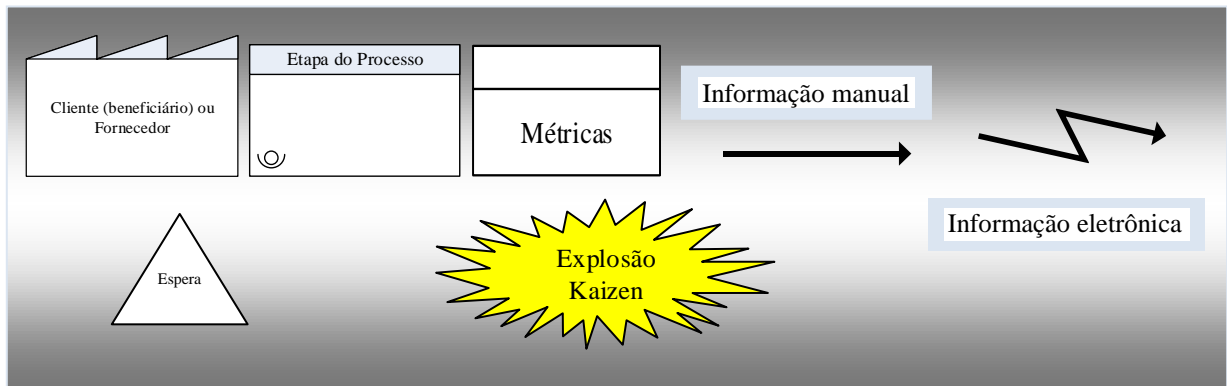 Cliente (beneficiário) ou
Fornecedor
Etapa do Processo
Métricas
Informação manual
Informação eletrônica
Espera
Explosão
Kaizen